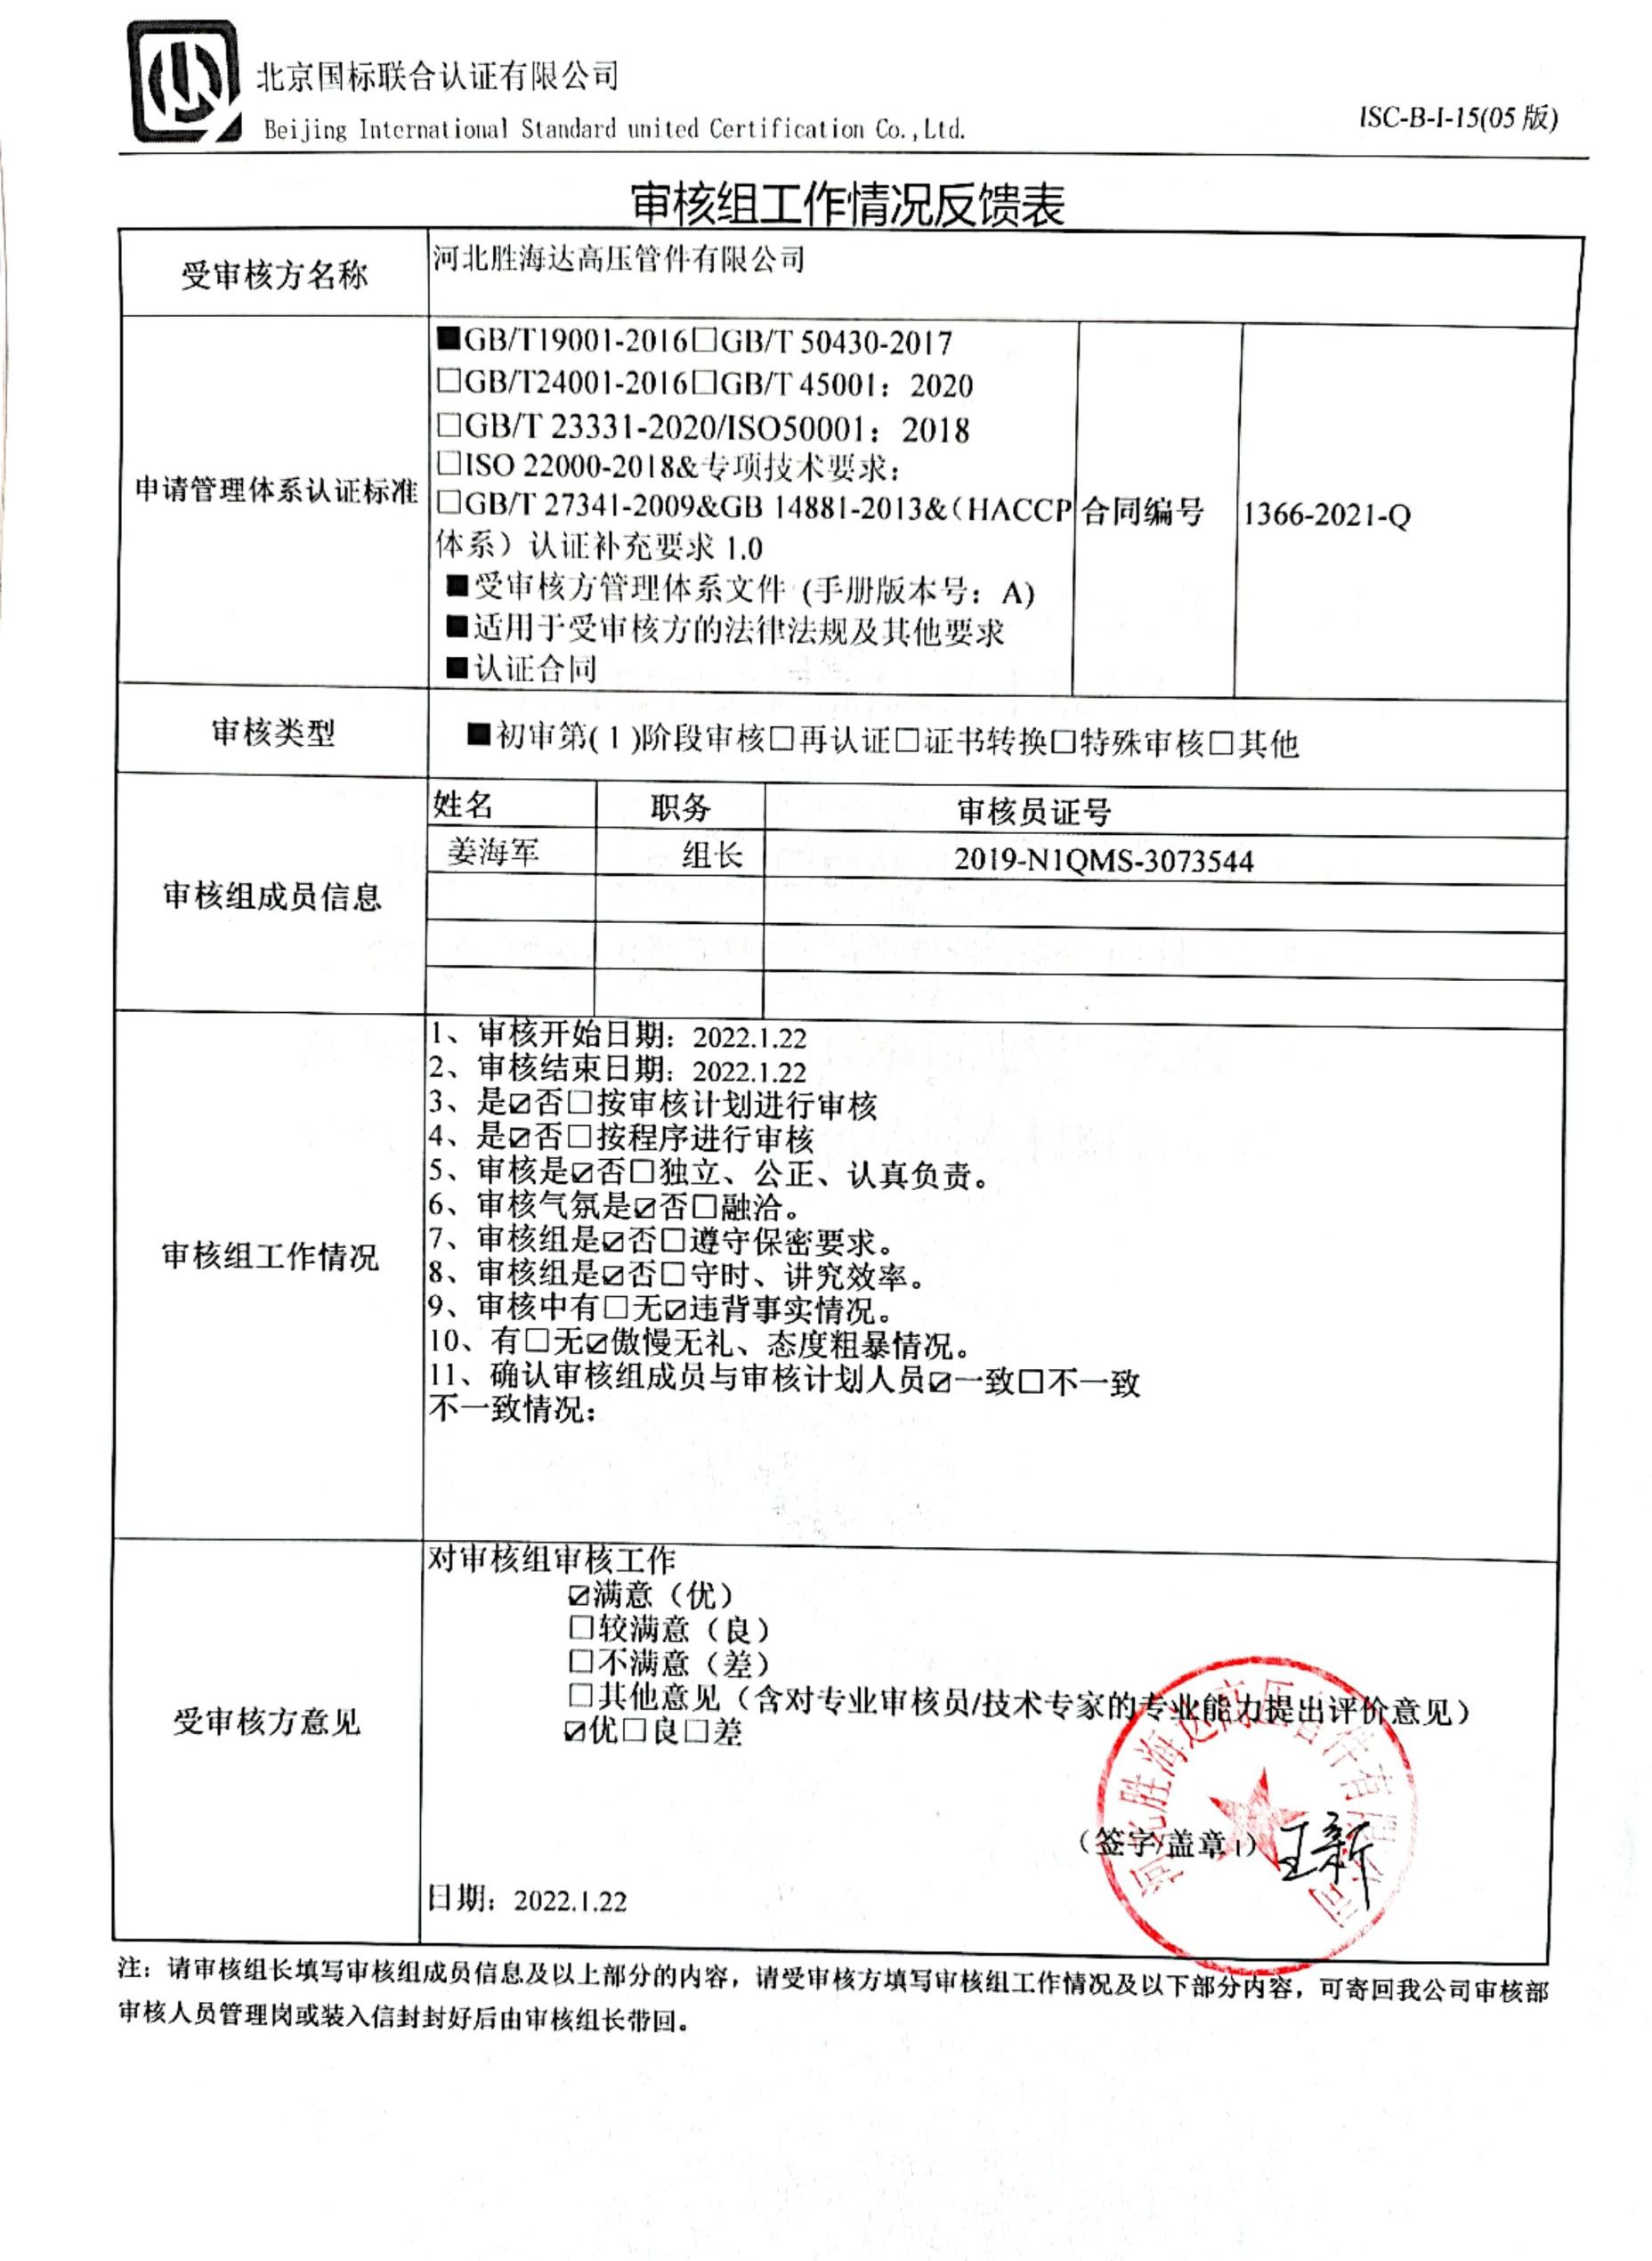 北京国标联合认证有限公司
Beijing International Standard united Certification Co.,Ltd.
ISC-B-I-15(05 版)
审核组工作情况反馈表
受审核方名称
河北胜海达高压管件有限公司
申请管理体系认证标准
■GB/T19001-2016□GB/T 50430-2017
□GB/T24001-2016□GB/T 45001：2020
□GB/T 23331-2020/ISO50001：2018
□ISO 22000-2018&专项技术要求：
□GB/T 27341-2009&GB 14881-2013&（HACCP
体系）认证补充要求 1.0
■受审核方管理体系文件 (手册版本号：A)
■适用于受审核方的法律法规及其他要求
■认证合同
合同编号
1366-2021-Q
审核类型
■初审第( 1 )阶段审核□再认证□证书转换□特殊审核□其他
审核组成员信息
姓名 职务 审核员证号
姜海军 组长 2019-N1QMS-3073544
审核组工作情况
1、审核开始日期：2022.1.22
2、审核结束日期：2022.1.22
3、是☑否□按审核计划进行审核
4、是☑否□按程序进行审核
5、审核是☑否□独立、公正、认真负责。
6、审核气氛是☑否□融洽。
7、审核组是☑否□遵守保密要求。
8、审核组是☑否□守时、讲究效率。
9、审核中有□无☑违背事实情况。
10、有□无☑傲慢无礼、态度粗暴情况。
11、确认审核组成员与审核计划人员☑一致□不一致
不一致情况：
受审核方意见
对审核组审核工作
☑满意（优）
□较满意（良）
□不满意（差）
□其他意见（含对专业审核员/技术专家的专业能力提出评价意见）
☑优□良□差
河北胜海达高压管件有限公司
（签字/盖章）王新
日期：2022.1.22
注：请审核组长填写审核组成员信息及以上部分的内容，请受审核方填写审核组工作情况及以下部分内容，可寄回我公司审核部
审核人员管理岗或装入信封封好后由审核组长带回。